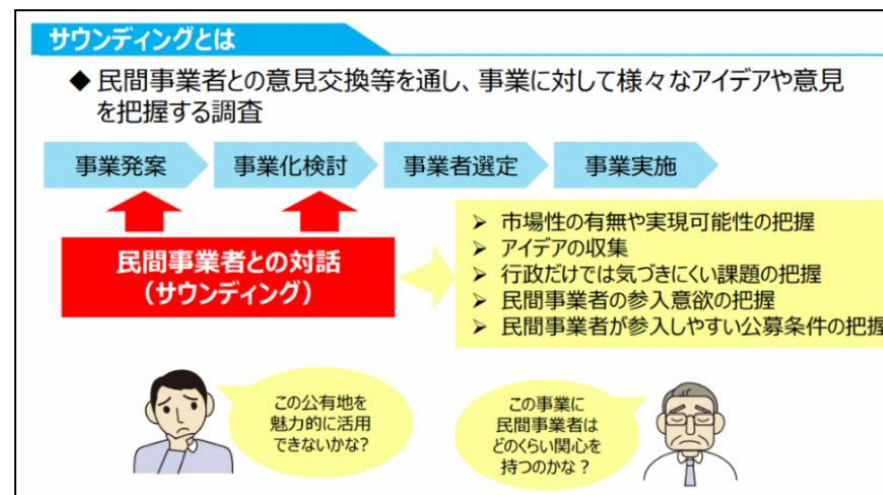 サウンディングとは
◆ 民間事業者との意見交換等を通し、事業に対して様々なアイデアや意見
を把握する調査
事業発案
事業化検討
事業者選定
事業実施
民間事業者との対話
（サウンディング）
➢ 市場性の有無や実現可能性の把握
➢ アイデアの収集
➢ 行政だけでは気づきにくい課題の把握
➢ 民間事業者の参入意欲の把握
➢ 民間事業者が参入しやすい公募条件の把握
この公有地を
魅力的に活用
できないかな？
この事業に
民間事業者は
どのくらい関心を
持つのかな？